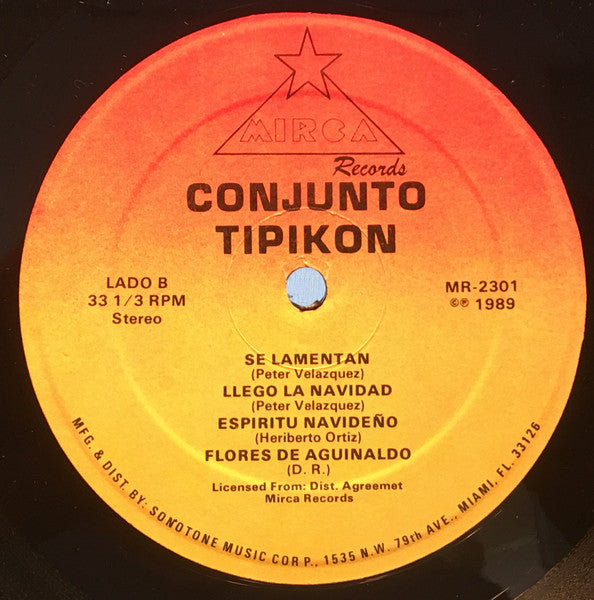 MIRCA
Records
CONJUNTO
TIPIKON
LADO B
33 1/3 RPM
Stereo
MR-2301
©℗ 1989
SE LAMENTAN
(Peter Velazquez)
LLEGO LA NAVIDAD
(Peter Velazquez)
ESPIRITU NAVIDEÑO
(Heriberto Ortiz)
FLORES DE AGUINALDO
(D. R.)
Licensed From: Dist. Agreemet
Mirca Records
MFG. & DIST. BY: SONOTONE MUSIC CORP., 1535 N.W. 79th AVE., MIAMI, FL. 33126